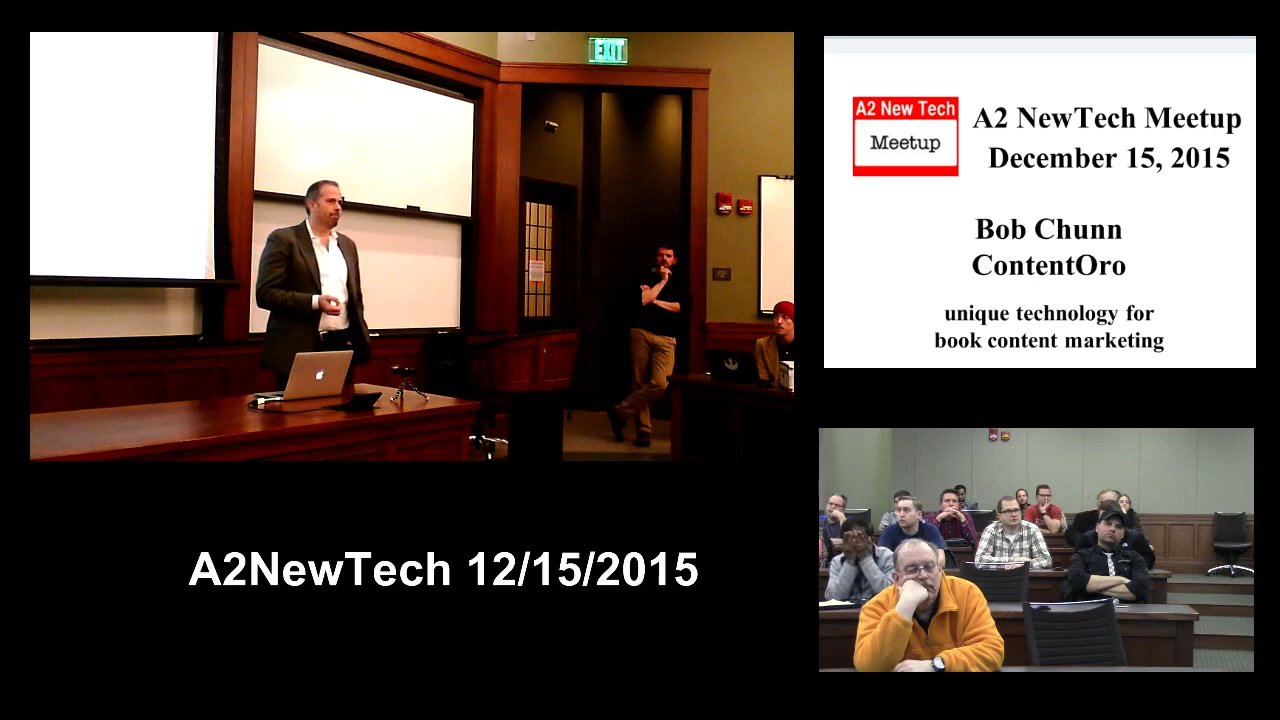 EXIT
A2 New Tech
Meetup
A2 NewTech Meetup
December 15, 2015
Bob Chunn
ContentOro
unique technology for
book content marketing
A2NewTech 12/15/2015